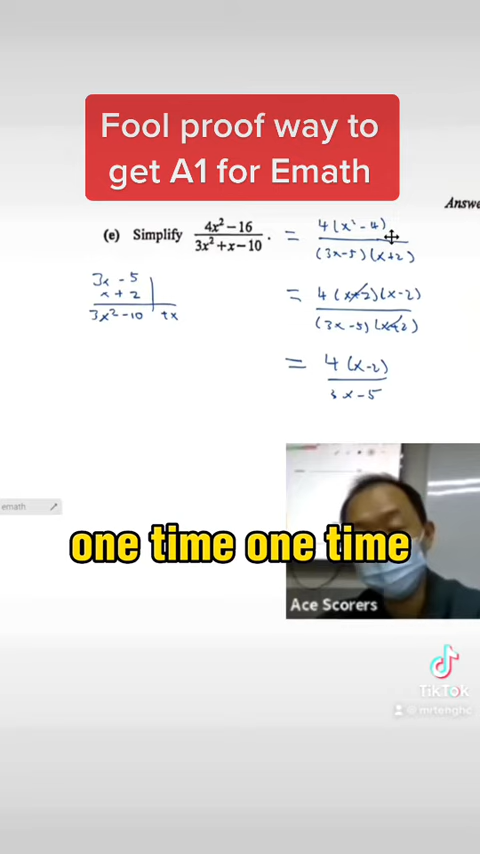 Fool proof way to
get A1 for Emath
Answe
(e) Simplify (4x²−16)/(3x²+x−10). = 4(x²-4)/((3x-5)(x+2))
3x -5
x +2
3x²-10 | +x
= 4(x+2)(x-2)/((3x-5)(x+2))
= 4(x-2)/(3x-5)
emath
one time one time
Ace Scorers
TikTok
@mrtenghc